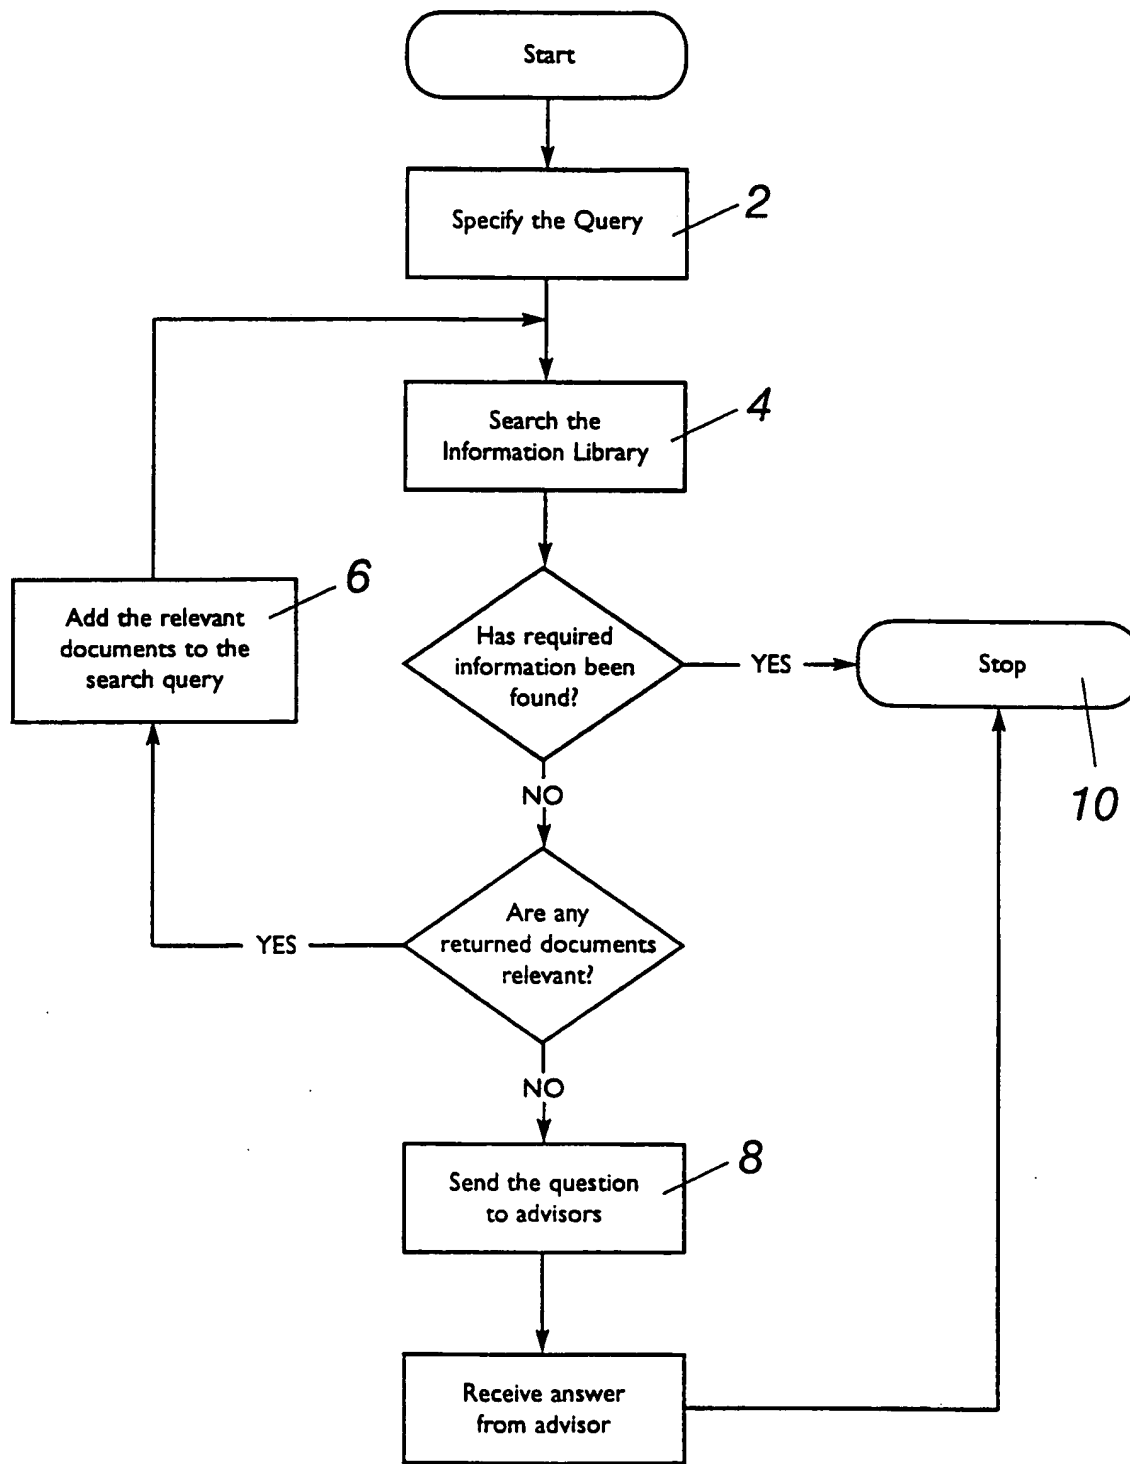 Start
Specify the Query
2
Search the
Information Library
4
Add the relevant
documents to the
search query
6
Has required
information been
found?
YES
Stop
10
NO
Are any
returned documents
relevant?
YES
NO
Send the question
to advisors
8
Receive answer
from advisor